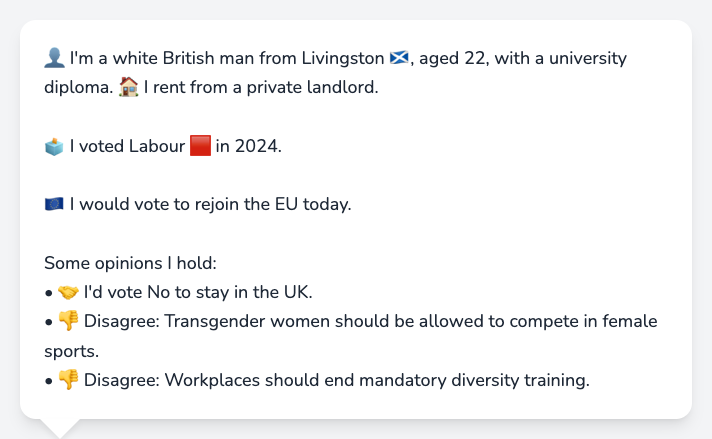 👤 I'm a white British man from Livingston 🏴󠁧󠁢󠁳󠁣󠁴󠁿, aged 22, with a university
diploma. 🏠 I rent from a private landlord.
🗳️ I voted Labour 🟥 in 2024.
🇪🇺 I would vote to rejoin the EU today.
Some opinions I hold:
• 🤝 I'd vote No to stay in the UK.
• 👎 Disagree: Transgender women should be allowed to compete in female
sports.
• 👎 Disagree: Workplaces should end mandatory diversity training.